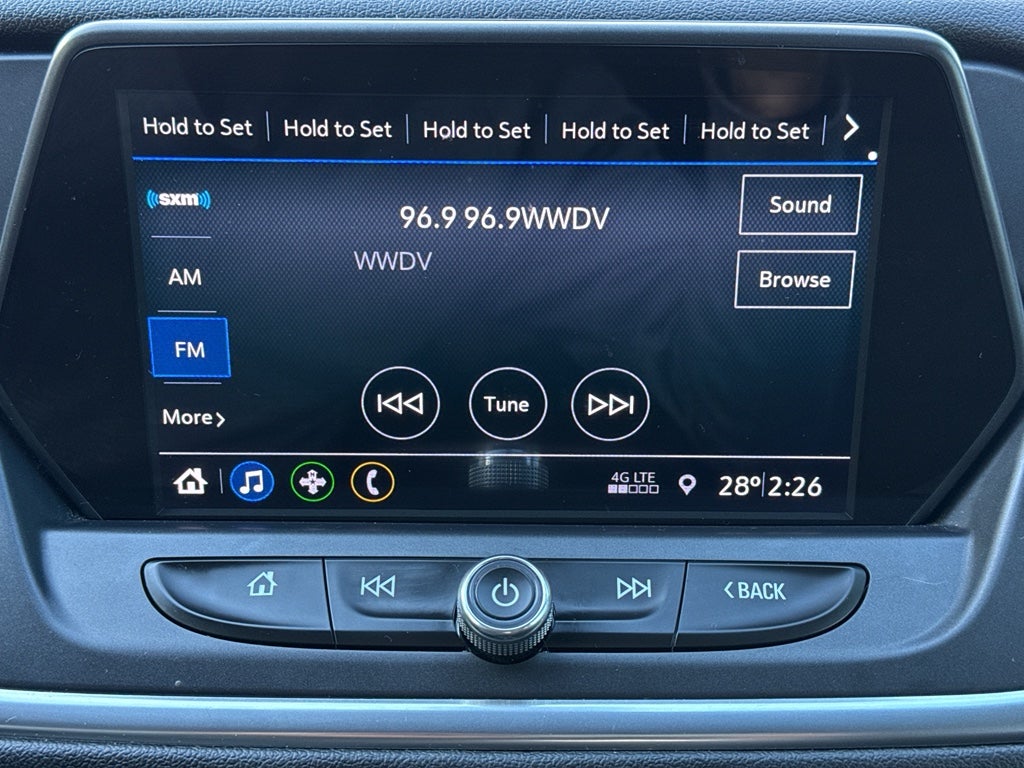 Hold to Set Hold to Set Hold to Set Hold to Set Hold to Set >
sxm
96.9 96.9WWDV
Sound
WWDV
AM
Browse
FM
Tune
More >
4G LTE
28° 2:26
< BACK